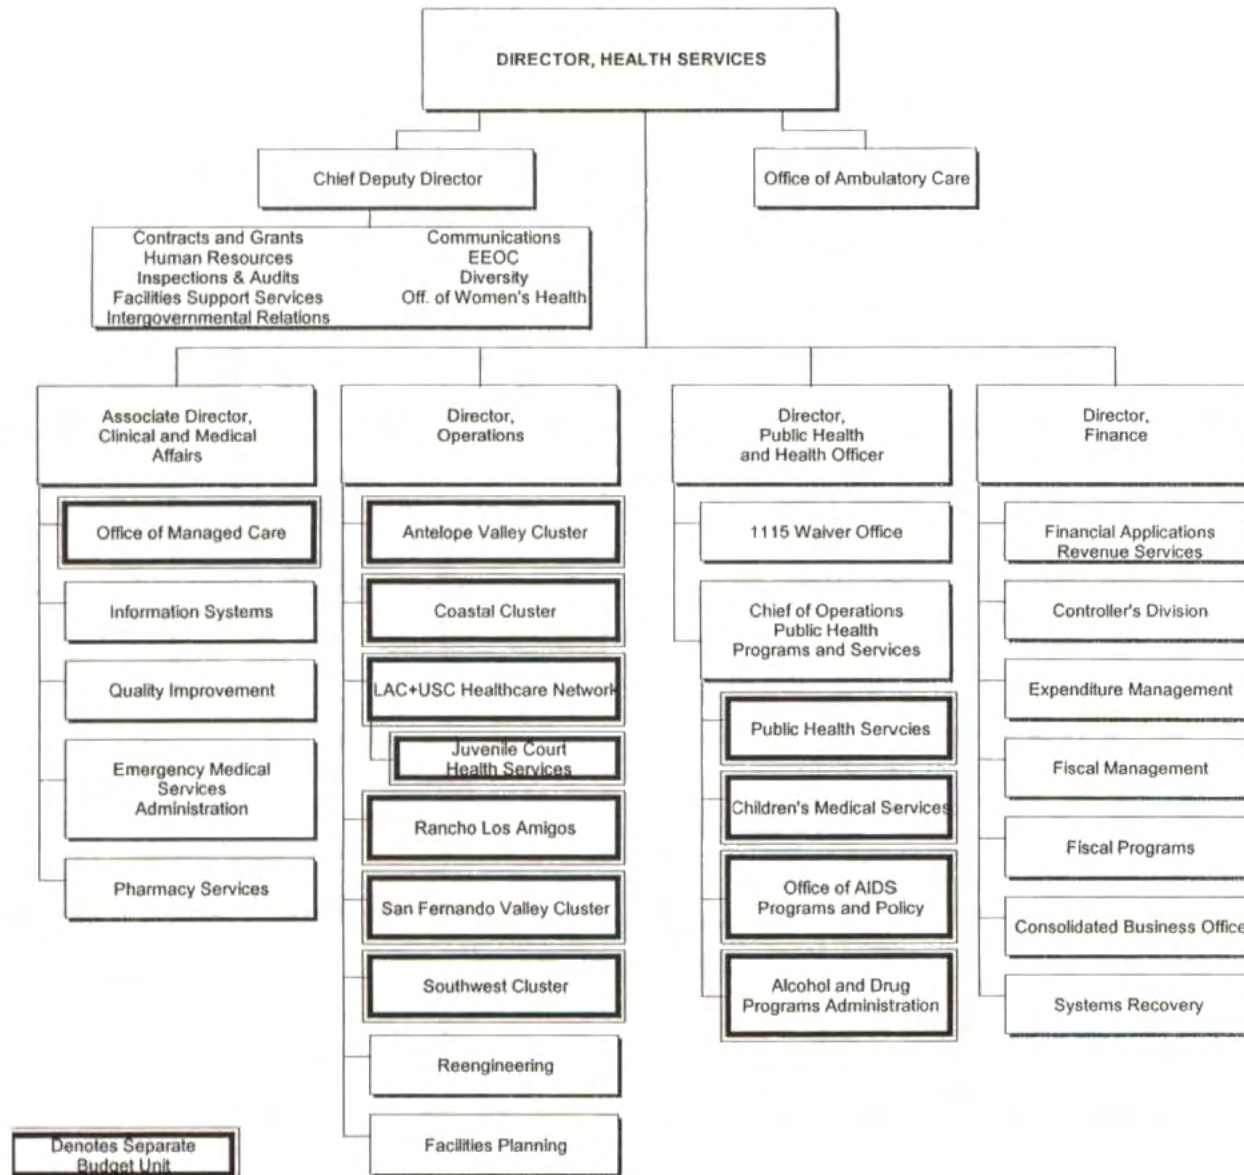 DIRECTOR, HEALTH SERVICES
Chief Deputy Director
Office of Ambulatory Care
Contracts and Grants
Human Resources
Inspections & Audits
Facilities Support Services
Intergovernmental Relations
Communications
EEOC
Diversity
Off. of Women's Health
Associate Director,
Clinical and Medical
Affairs
Office of Managed Care
Information Systems
Quality Improvement
Emergency Medical
Services
Administration
Pharmacy Services
Director,
Operations
Antelope Valley Cluster
Coastal Cluster
LAC+USC Healthcare Network
Juvenile Court
Health Services
Rancho Los Amigos
San Fernando Valley Cluster
Southwest Cluster
Reengineering
Facilities Planning
Director,
Public Health
and Health Officer
1115 Waiver Office
Chief of Operations
Public Health
Programs and Services
Public Health Servcies
Children's Medical Services
Office of AIDS
Programs and Policy
Alcohol and Drug
Programs Administration
Director,
Finance
Financial Applications
Revenue Services
Controller's Division
Expenditure Management
Fiscal Management
Fiscal Programs
Consolidated Business Office
Systems Recovery
Denotes Separate
Budget Unit